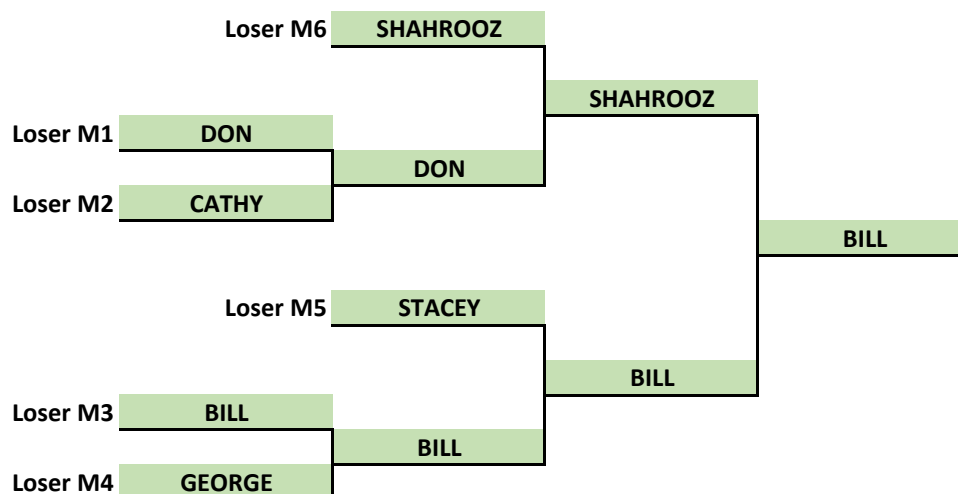 Loser M6 SHAHROOZ
SHAHROOZ
Loser M1 DON
DON
Loser M2 CATHY
BILL
Loser M5 STACEY
BILL
Loser M3 BILL
BILL
Loser M4 GEORGE